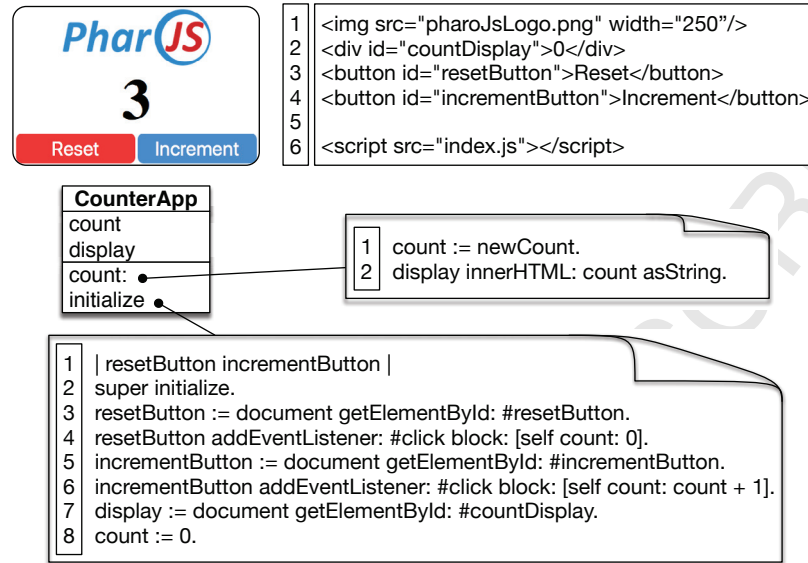 PharoJS
3
Reset Increment
1 <img src="pharoJsLogo.png" width="250”/>
2 <div id="countDisplay">0</div>
3 <button id="resetButton">Reset</button>
4 <button id="incrementButton">Increment</button>
5
6 <script src="index.js"></script>
CounterApp
count
display
count:
initialize
1 count := newCount.
2 display innerHTML: count asString.
1 | resetButton incrementButton |
2 super initialize.
3 resetButton := document getElementById: #resetButton.
4 resetButton addEventListener: #click block: [self count: 0].
5 incrementButton := document getElementById: #incrementButton.
6 incrementButton addEventListener: #click block: [self count: count + 1].
7 display := document getElementById: #countDisplay.
8 count := 0.